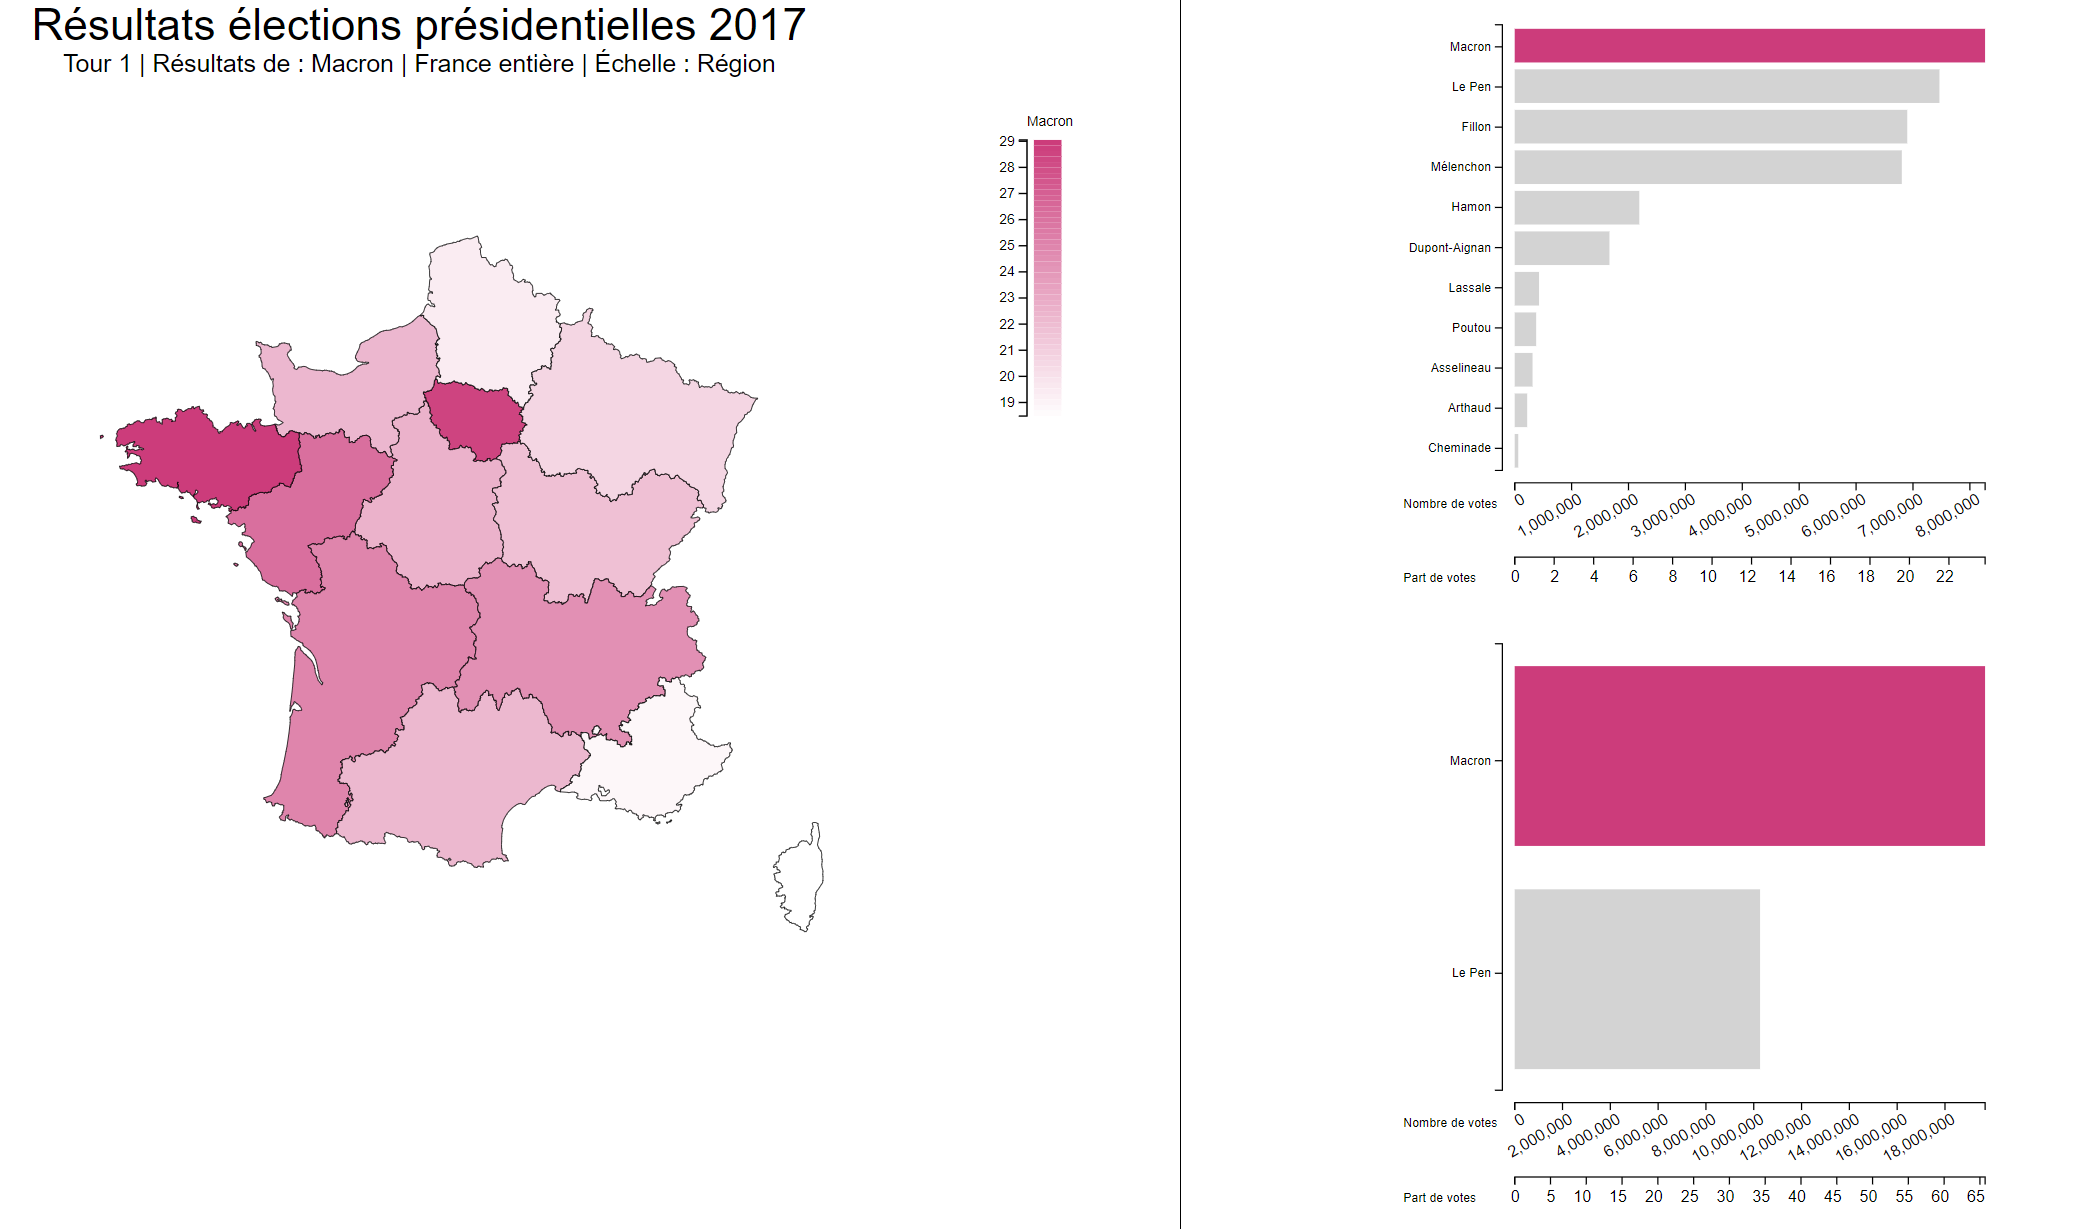 Résultats élections présidentielles 2017
Tour 1 | Résultats de : Macron | France entière | Échelle : Région
Macron
29
28
27
26
25
24
23
22
21
20
19
Macron
Le Pen
Fillon
Mélenchon
Hamon
Dupont-Aignan
Lassale
Poutou
Asselineau
Arthaud
Cheminade
Nombre de votes
0 1,000,000 2,000,000 3,000,000 4,000,000 5,000,000 6,000,000 7,000,000 8,000,000
Part de votes
0 2 4 6 8 10 12 14 16 18 20 22
Macron
Le Pen
Nombre de votes
0 2,000,000 4,000,000 6,000,000 8,000,000 10,000,000 12,000,000 14,000,000 16,000,000 18,000,000
Part de votes
0 5 10 15 20 25 30 35 40 45 50 55 60 65